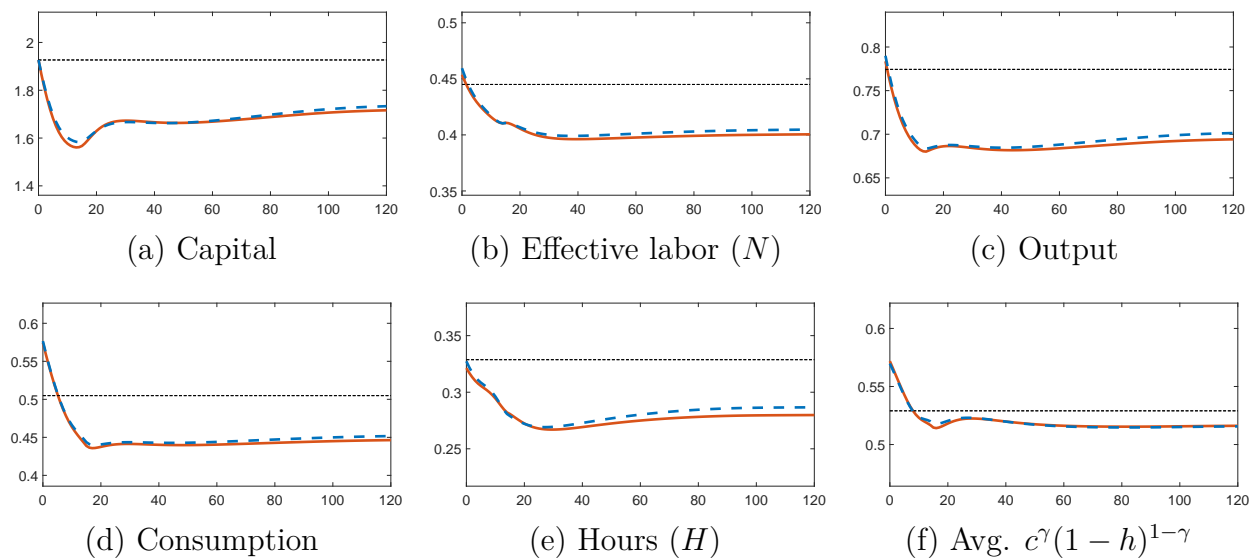 2
1.8
1.6
1.4
0 20 40 60 80 100 120
(a) Capital
0.5
0.45
0.4
0.35
0 20 40 60 80 100 120
(b) Effective labor (N)
0.8
0.75
0.7
0.65
0 20 40 60 80 100 120
(c) Output
0.6
0.55
0.5
0.45
0.4
0 20 40 60 80 100 120
(d) Consumption
0.35
0.3
0.25
0 20 40 60 80 100 120
(e) Hours (H)
0.6
0.55
0.5
0 20 40 60 80 100 120
(f) Avg. c^γ(1 − h)^{1−γ}